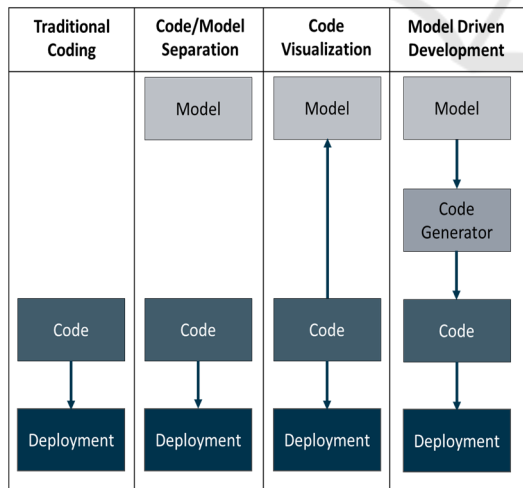 Traditional
Coding
Code/Model
Separation
Code
Visualization
Model Driven
Development
Model
Model
Model
Code
Generator
Code
Code
Code
Code
Deployment
Deployment
Deployment
Deployment